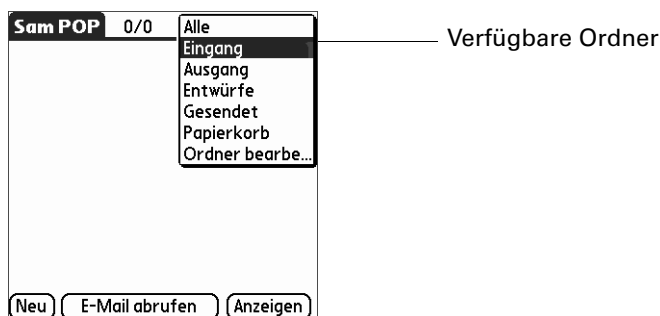 Sam POP 0/0
Alle
Eingang
Verfügbare Ordner
Ausgang
Entwürfe
Gesendet
Papierkorb
Ordner bearbe...
Neu E-Mail abrufen Anzeigen